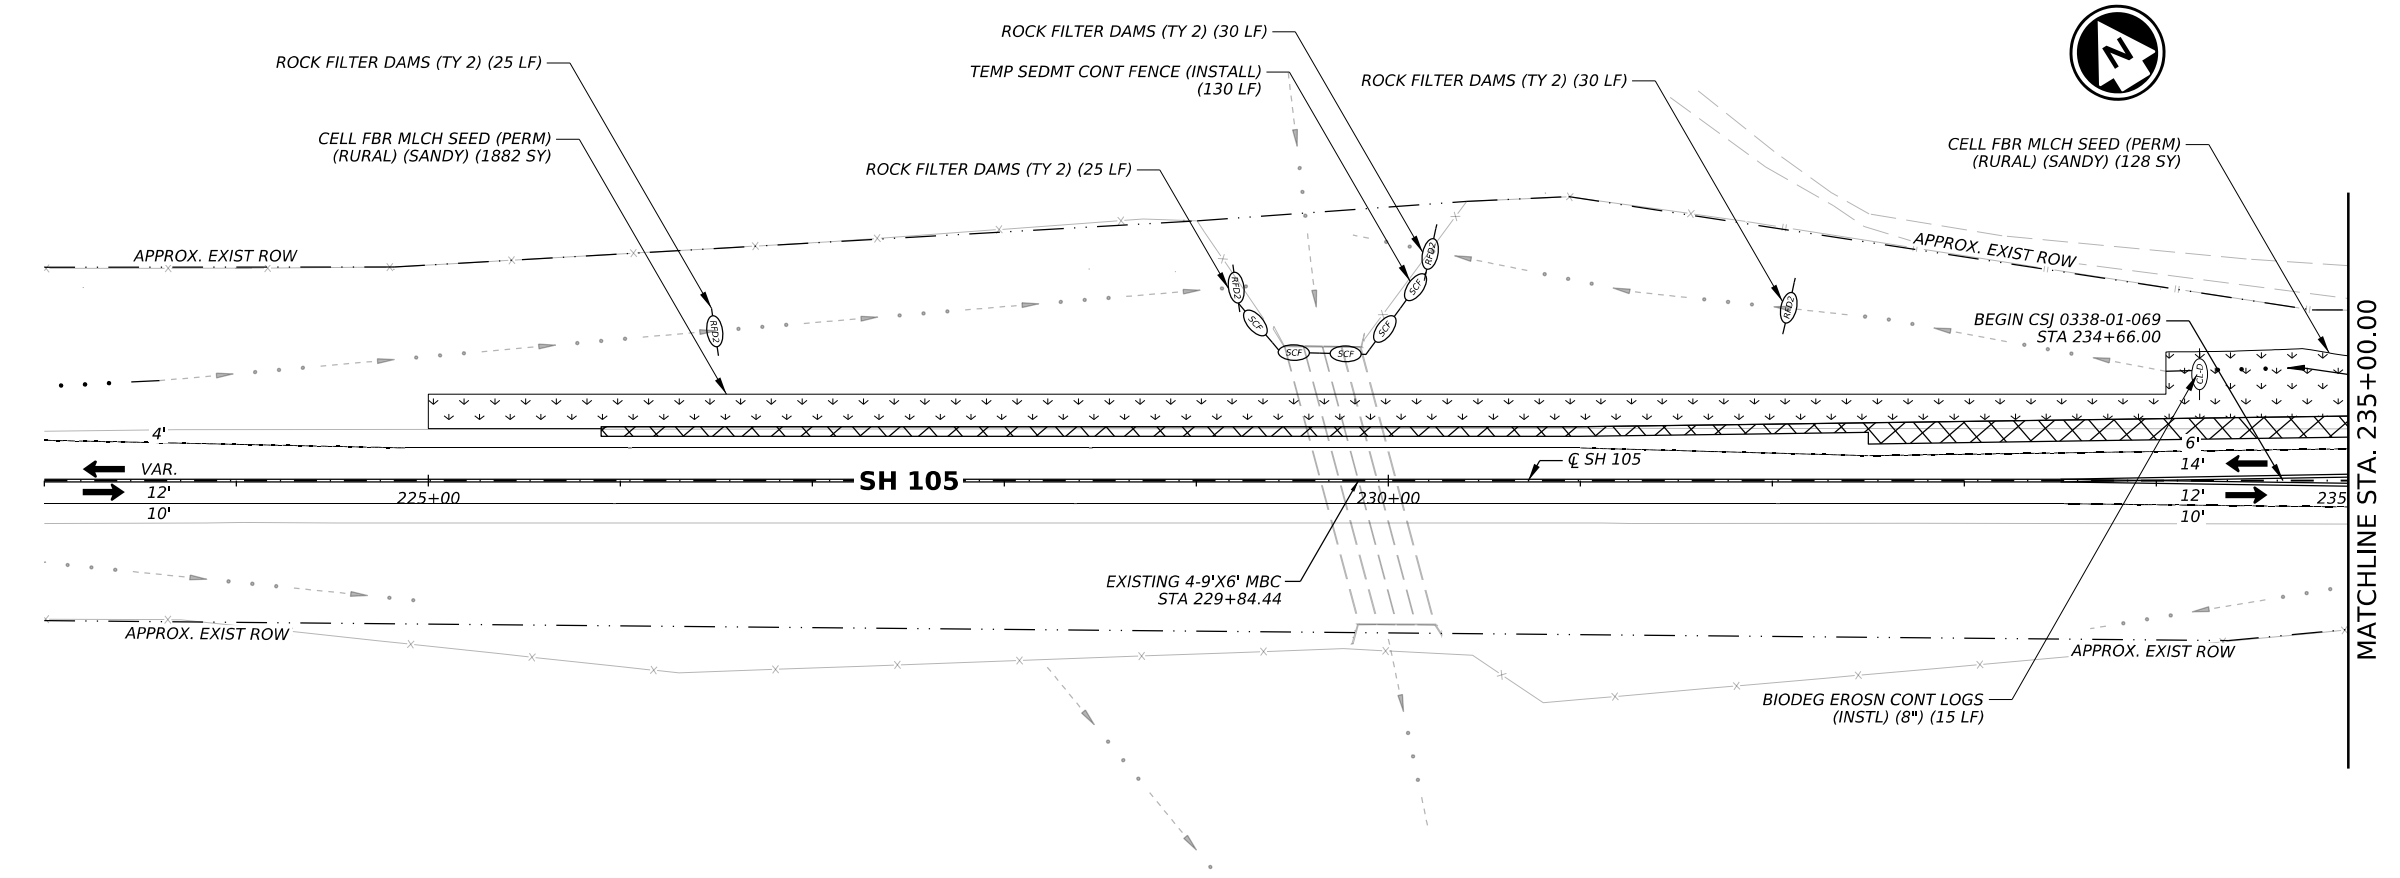 ROCK FILTER DAMS (TY 2) (30 LF)
ROCK FILTER DAMS (TY 2) (25 LF)
TEMP SEDMT CONT FENCE (INSTALL)
(130 LF)
ROCK FILTER DAMS (TY 2) (30 LF)
N
CELL FBR MLCH SEED (PERM)
(RURAL) (SANDY) (1882 SY)
CELL FBR MLCH SEED (PERM)
(RURAL) (SANDY) (128 SY)
ROCK FILTER DAMS (TY 2) (25 LF)
APPROX. EXIST ROW
APPROX. EXIST ROW
RFD2
RFD2
RFD2
RFD2
SCF
SCF
SCF
SCF
SCF
BEGIN CSJ 0338-01-069
STA 234+66.00
CL-D
MATCHLINE STA. 235+00.00
4'
6'
VAR.
℄ SH 105
14'
SH 105
12'
225+00
230+00
12'
235
10'
10'
EXISTING 4-9'X6' MBC
STA 229+84.44
APPROX. EXIST ROW
APPROX. EXIST ROW
BIODEG EROSN CONT LOGS
(INSTL) (8") (15 LF)